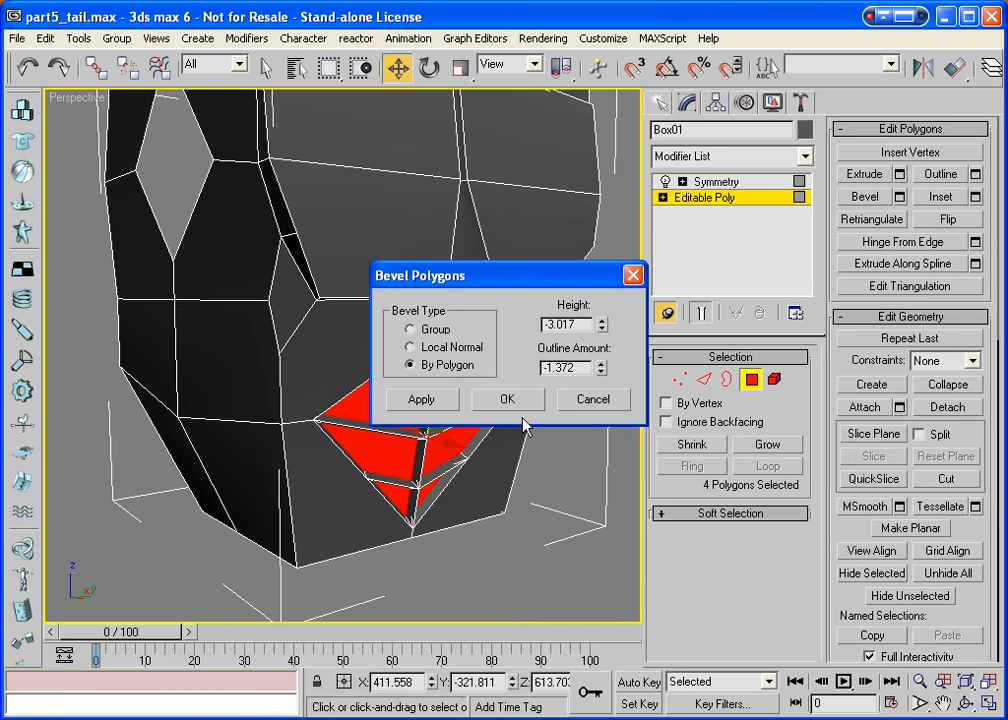 part5_tail.max - 3ds max 6 - Not for Resale - Stand-alone License
File Edit Tools Group Views Create Modifiers Character reactor Animation Graph Editors Rendering Customize MAXScript Help
All
View
Perspective
Box01
Modifier List
Symmetry
Editable Poly
Bevel Polygons
Bevel Type
Group
Local Normal
By Polygon
Height:
-3.017
Outline Amount:
-1.372
Apply OK Cancel
Selection
By Vertex
Ignore Backfacing
Shrink Grow
Ring Loop
4 Polygons Selected
Soft Selection
Edit Polygons
Insert Vertex
Extrude Outline
Bevel Inset
Retriangulate Flip
Hinge From Edge
Extrude Along Spline
Edit Triangulation
Edit Geometry
Repeat Last
Constraints: None
Create Collapse
Attach Detach
Slice Plane Split
Slice Reset Plane
QuickSlice Cut
MSmooth Tessellate
Make Planar
View Align Grid Align
Hide Selected Unhide All
Hide Unselected
Named Selections:
Copy Paste
Full Interactivity
z
x y
0 / 100
0 10 20 30 40 50 60 70 80 90 100
X: 411.558 Y: -321.811 Z: 613.703
Auto Key Selected
Click or click-and-drag to select o Add Time Tag
Set Key Key Filters... 0